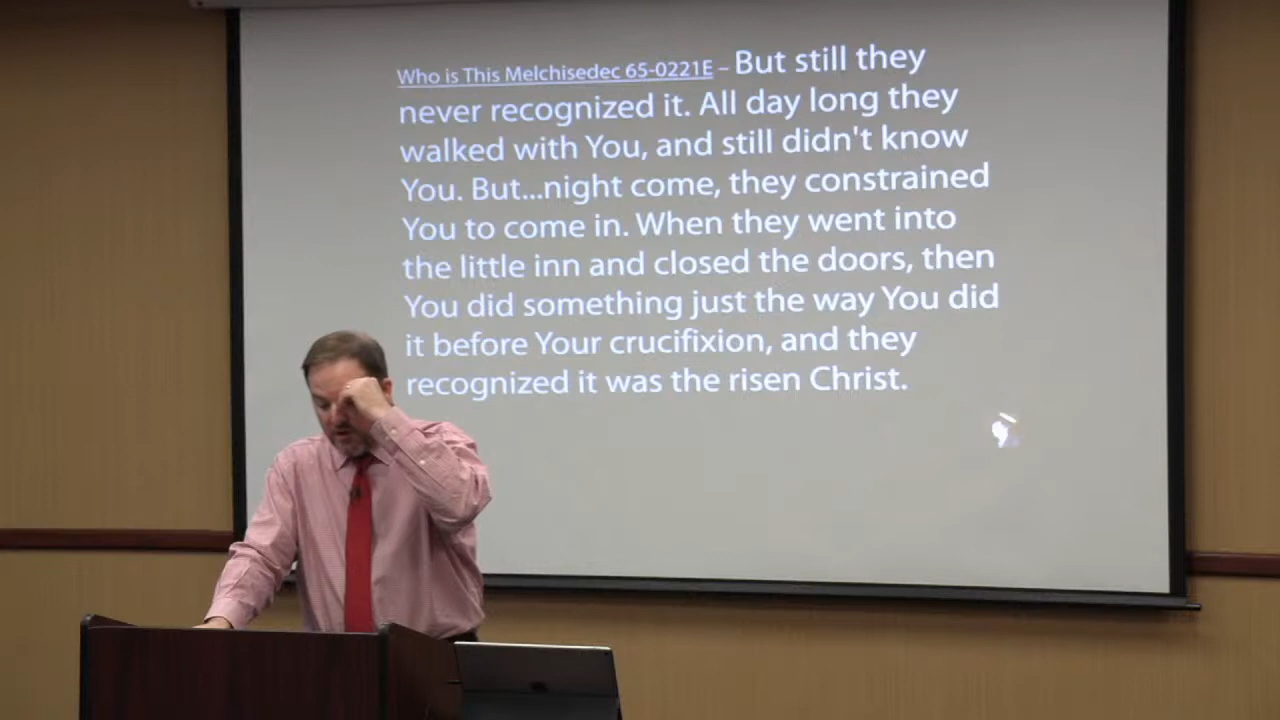 Who is This Melchisedec 65-0221E – But still they
never recognized it. All day long they
walked with You, and still didn't know
You. But...night come, they constrained
You to come in. When they went into
the little inn and closed the doors, then
You did something just the way You did
it before Your crucifixion, and they
recognized it was the risen Christ.